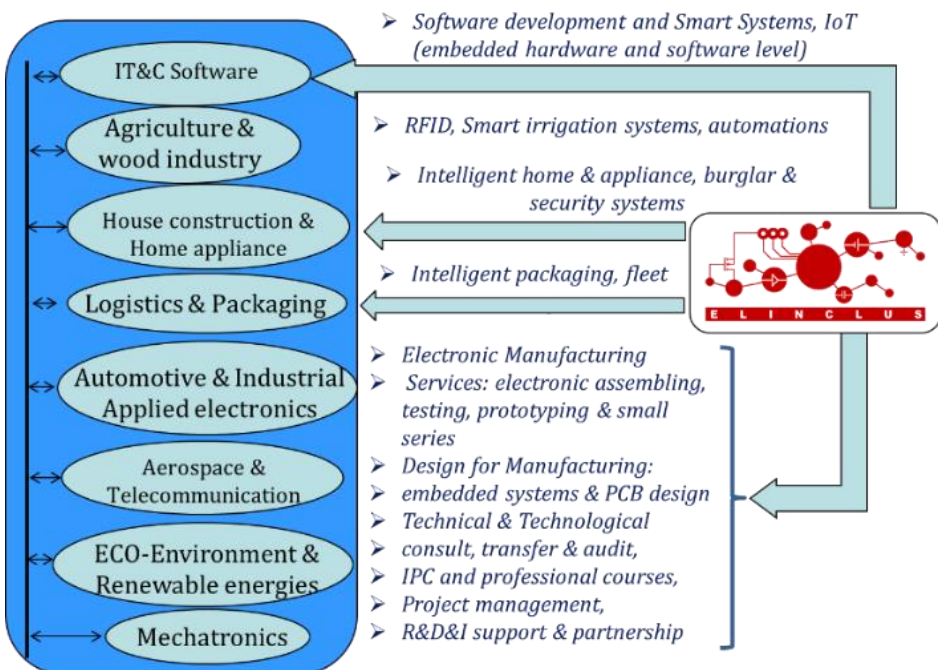 IT&C Software
Agriculture &
wood industry
House construction &
Home appliance
Logistics & Packaging
Automotive & Industrial
Applied electronics
Aerospace &
Telecommunication
ECO-Environment &
Renewable energies
Mechatronics
➢ Software development and Smart Systems, IoT
(embedded hardware and software level)
➢ RFID, Smart irrigation systems, automations
➢ Intelligent home & appliance, burglar &
security systems
➢ Intelligent packaging, fleet
➢ Electronic Manufacturing
➢ Services: electronic assembling,
testing, prototyping & small
series
➢ Design for Manufacturing:
➢ embedded systems & PCB design
➢ Technical & Technological
➢ consult, transfer & audit,
➢ IPC and professional courses,
➢ Project management,
➢ R&D&I support & partnership
ELINCLUS